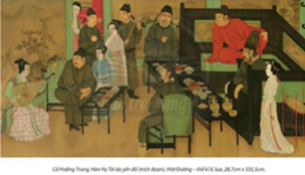 Cố Hoằng Trung, Hàn Hy Tải dạ yến đồ (trích đoạn), thời Đường – thế kỉ X, lụa, 28,7cm x 335,5cm.